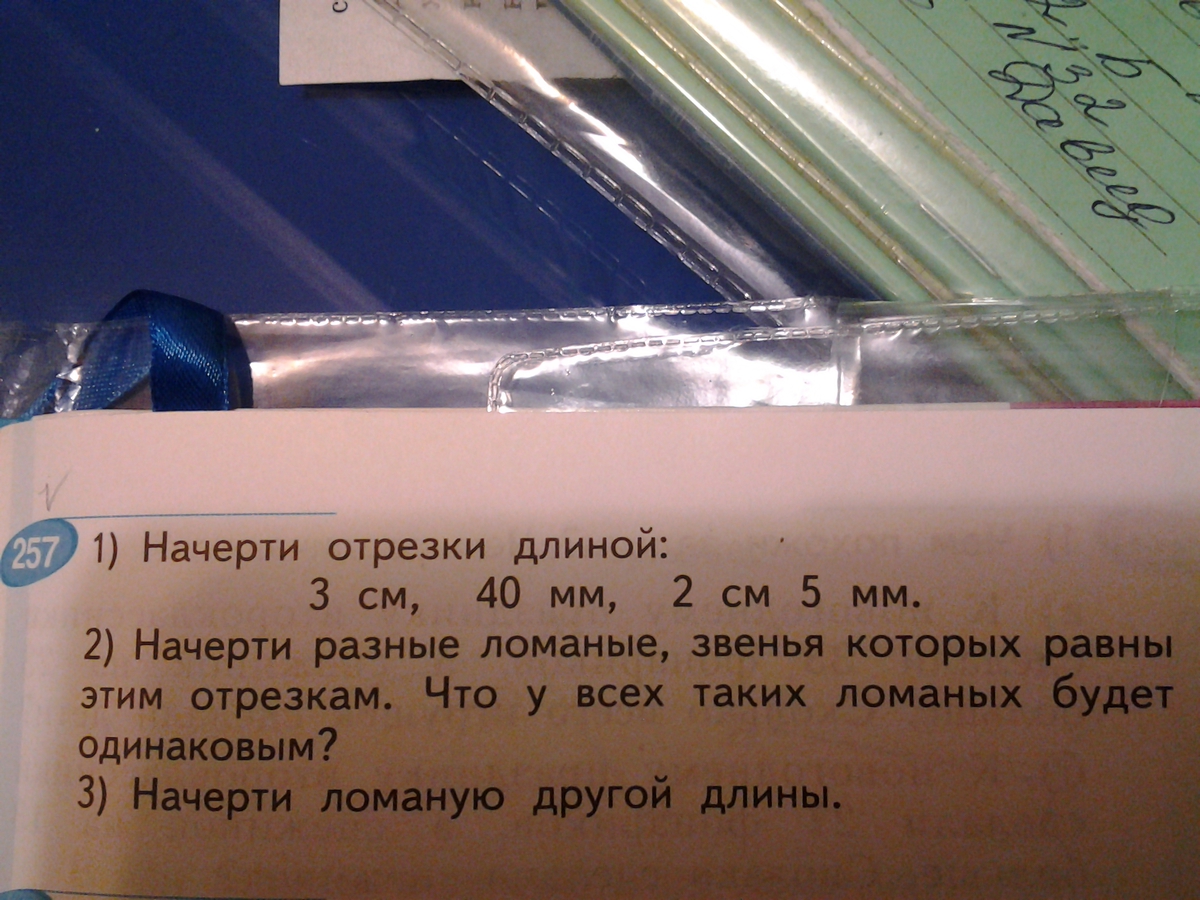 257
1) Начерти отрезки длиной:
3 см, 40 мм, 2 см 5 мм.
2) Начерти разные ломаные, звенья которых равны
этим отрезкам. Что у всех таких ломаных будет
одинаковым?
3) Начерти ломаную другой длины.